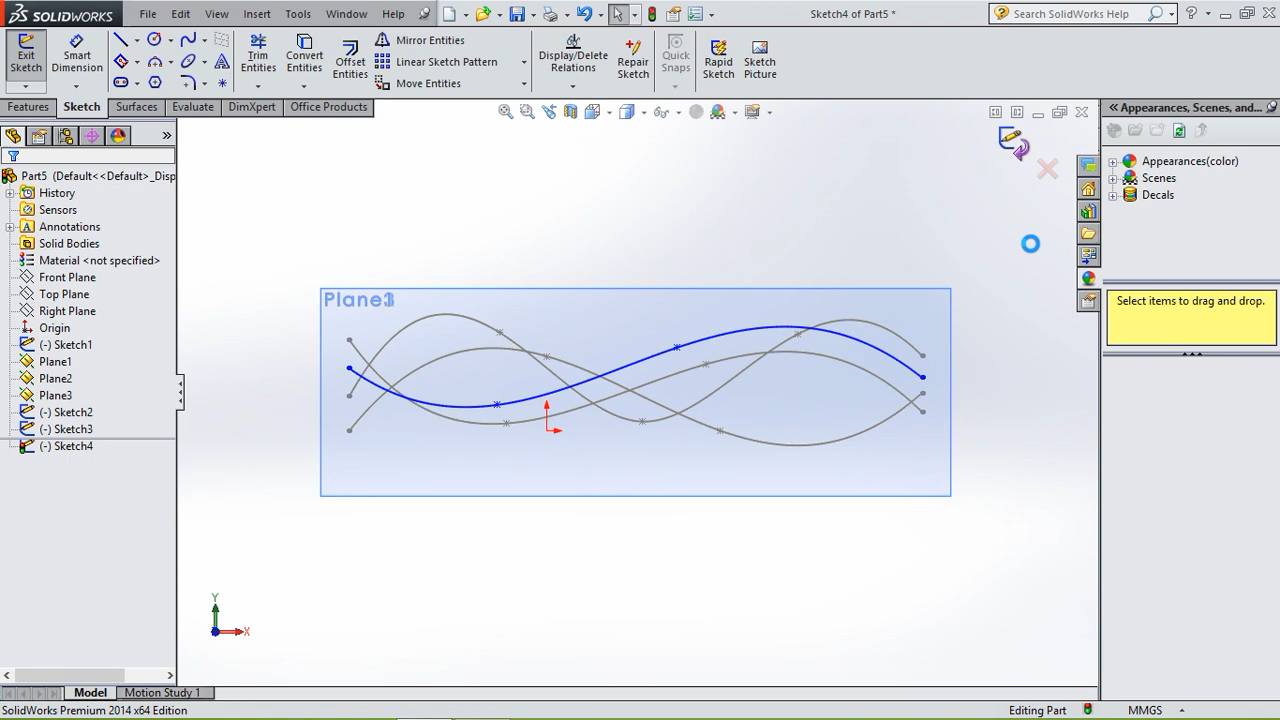 SOLIDWORKS File Edit View Insert Tools Window Help Sketch4 of Part5 * Search SolidWorks Help
Exit Sketch
Smart Dimension
Trim Entities
Convert Entities
Offset Entities
Mirror Entities
Linear Sketch Pattern
Move Entities
Display/Delete Relations
Repair Sketch
Quick Snaps
Rapid Sketch
Sketch Picture
Features Sketch Surfaces Evaluate DimXpert Office Products
Appearances, Scenes, and...
Part5 (Default<<Default>_Disp
History
Sensors
Annotations
Solid Bodies
Material <not specified>
Front Plane
Top Plane
Right Plane
Origin
(-) Sketch1
Plane1
Plane2
Plane3
(-) Sketch2
(-) Sketch3
(-) Sketch4
Y
X
Appearances(color)
Scenes
Decals
Select items to drag and drop.
Model Motion Study 1
SolidWorks Premium 2014 x64 Edition Editing Part MMGS